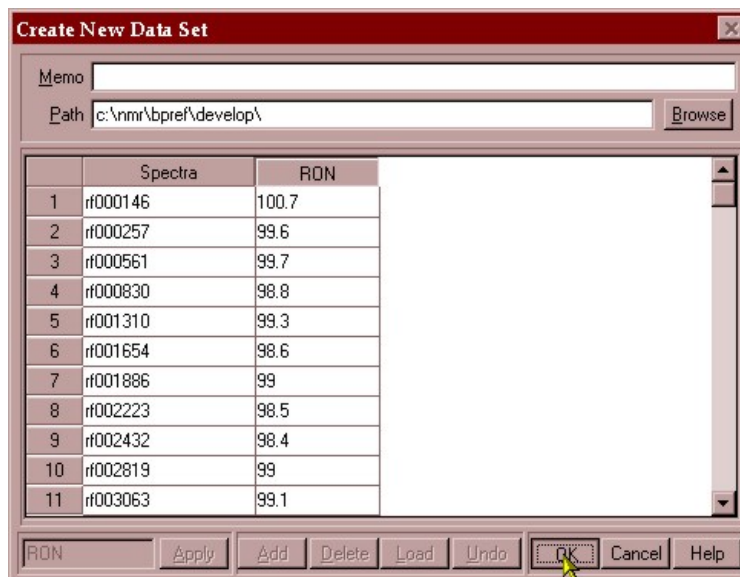 Create New Data Set
Memo
Path c:\nmr\bpref\develop\ Browse
Spectra RON
1 rf000146 100.7
2 rf000257 99.6
3 rf000561 99.7
4 rf000830 98.8
5 rf001310 99.3
6 rf001654 98.6
7 rf001886 99
8 rf002223 98.5
9 rf002432 98.4
10 rf002819 99
11 rf003063 99.1
RON Apply Add Delete Load Undo OK Cancel Help